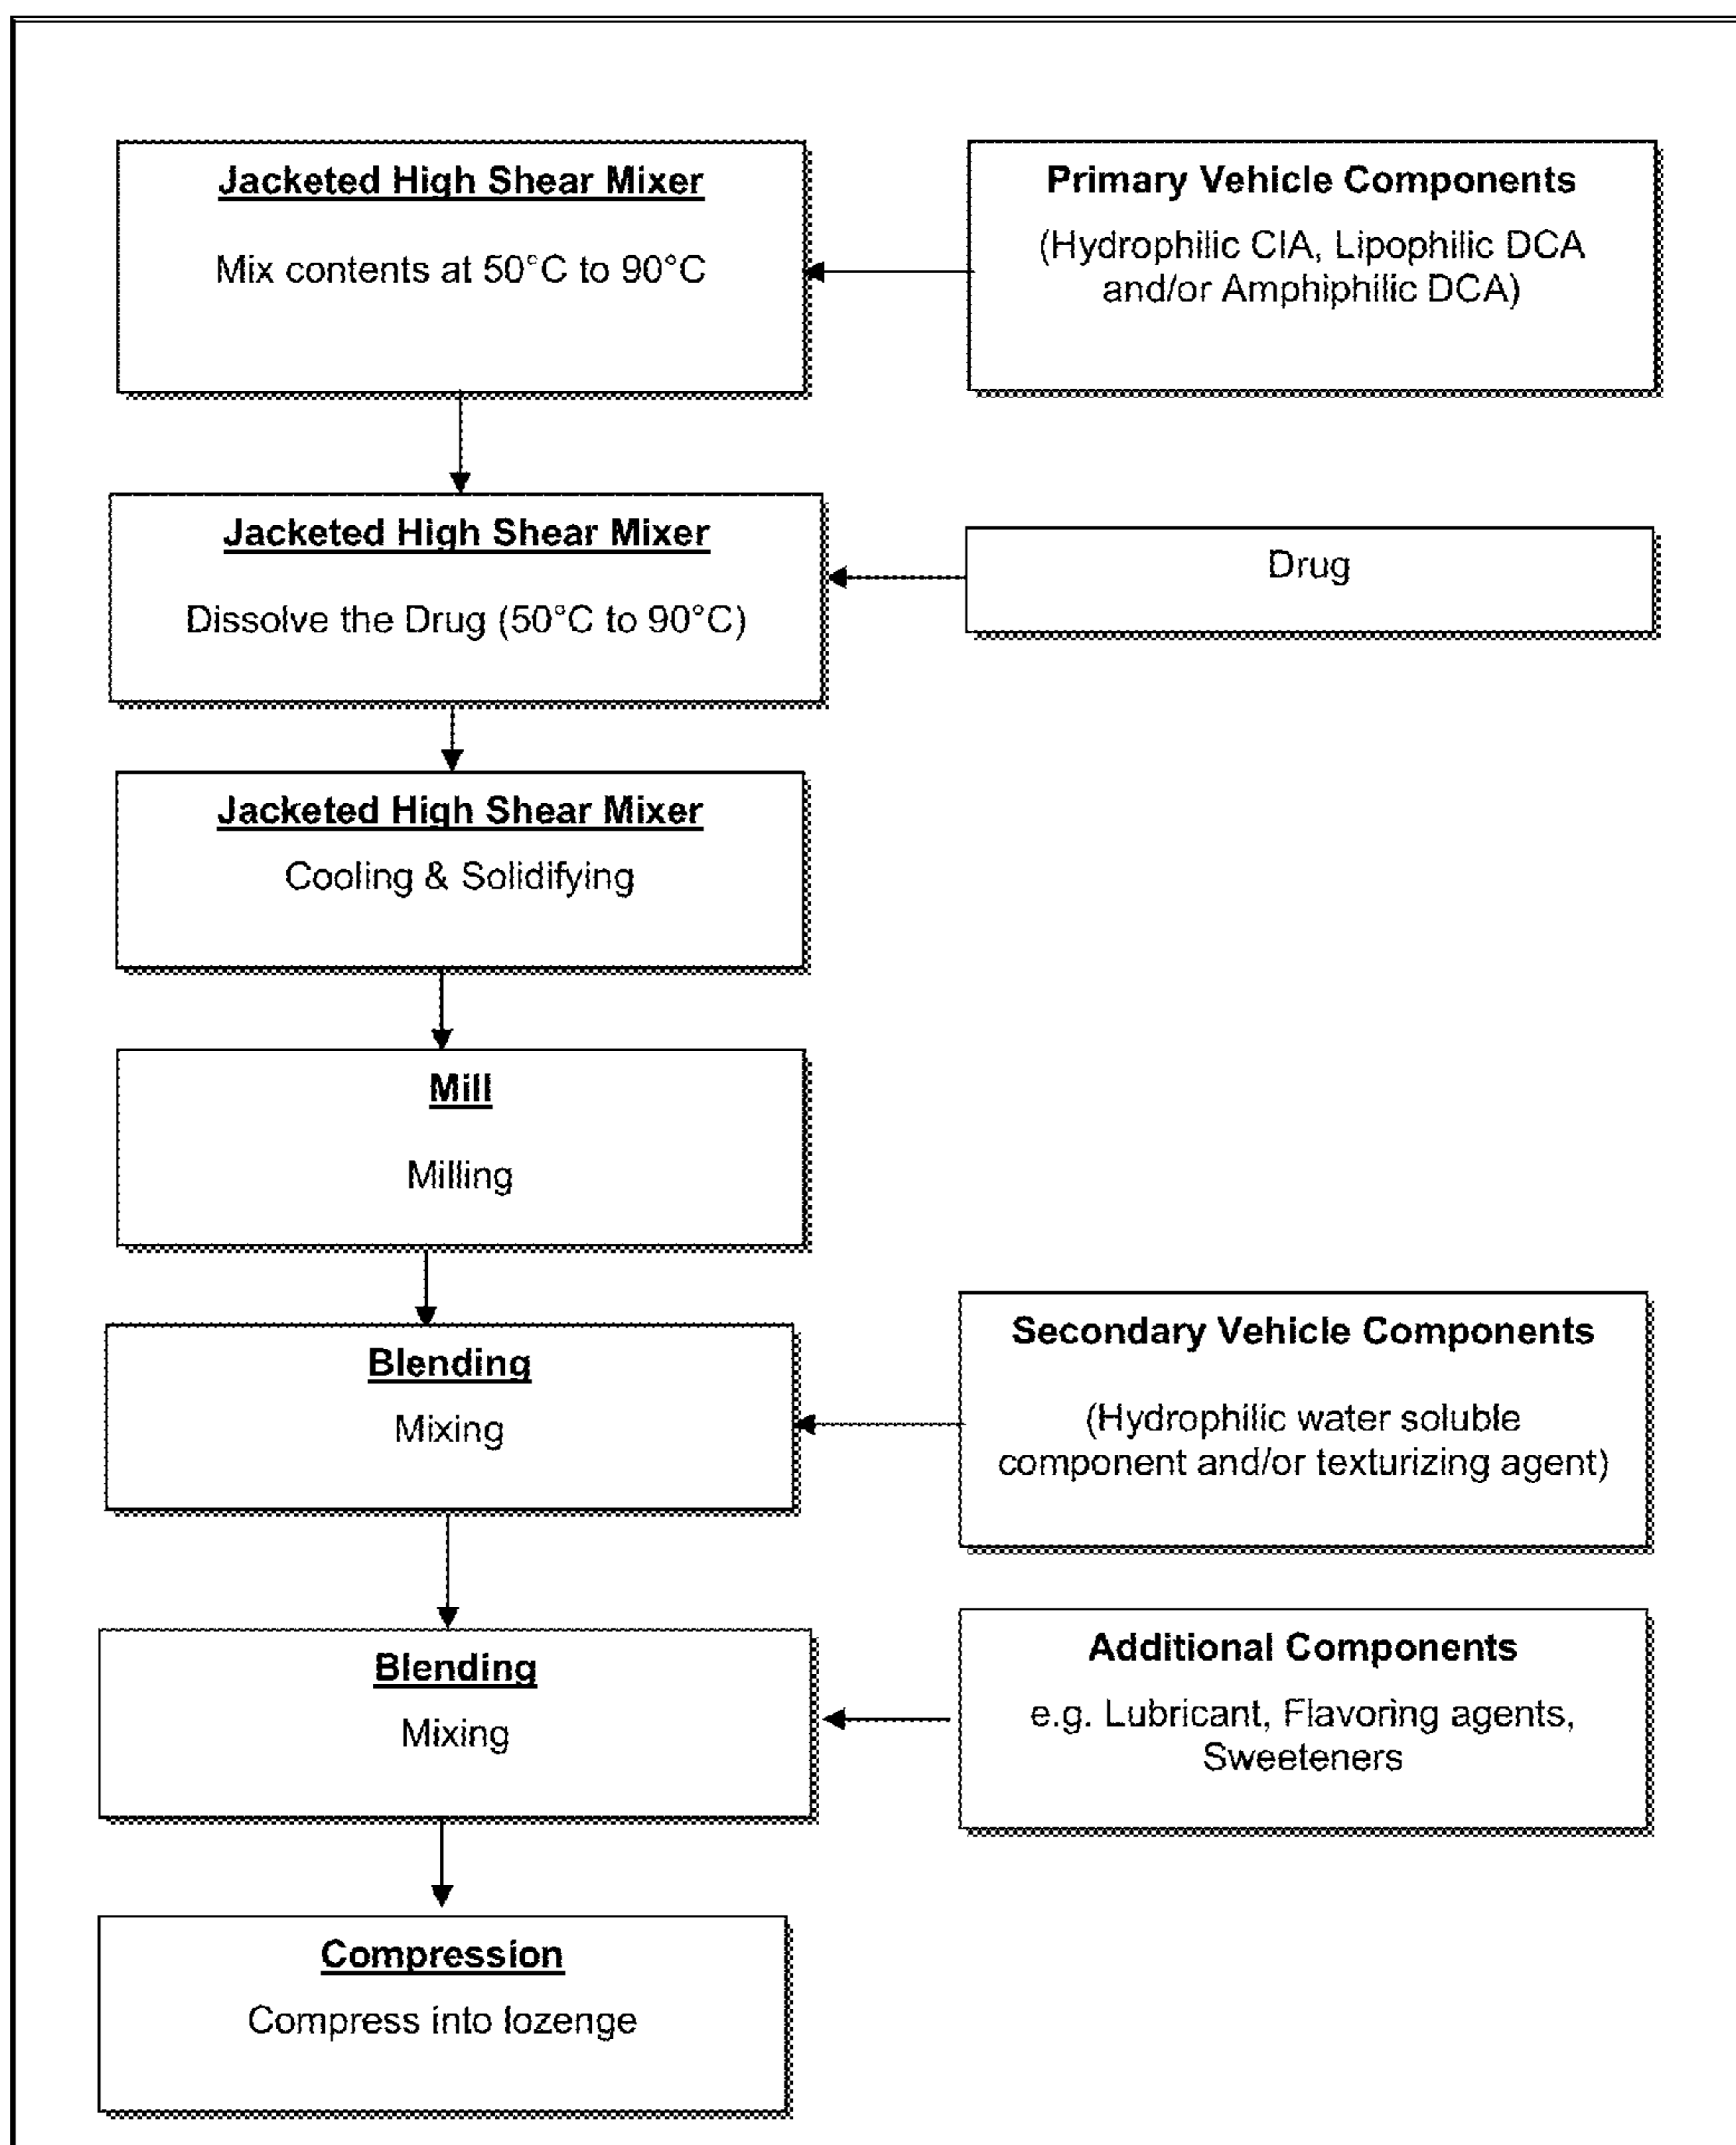 Jacketed High Shear Mixer
Mix contents at 50°C to 90°C
Primary Vehicle Components
(Hydrophilic CIA, Lipophilic DCA
and/or Amphiphilic DCA)
Jacketed High Shear Mixer
Dissolve the Drug (50°C to 90°C)
Drug
Jacketed High Shear Mixer
Cooling & Solidifying
Mill
Milling
Blending
Mixing
Secondary Vehicle Components
(Hydrophilic water soluble
component and/or texturizing agent)
Blending
Mixing
Additional Components
e.g. Lubricant, Flavoring agents,
Sweeteners
Compression
Compress into lozenge